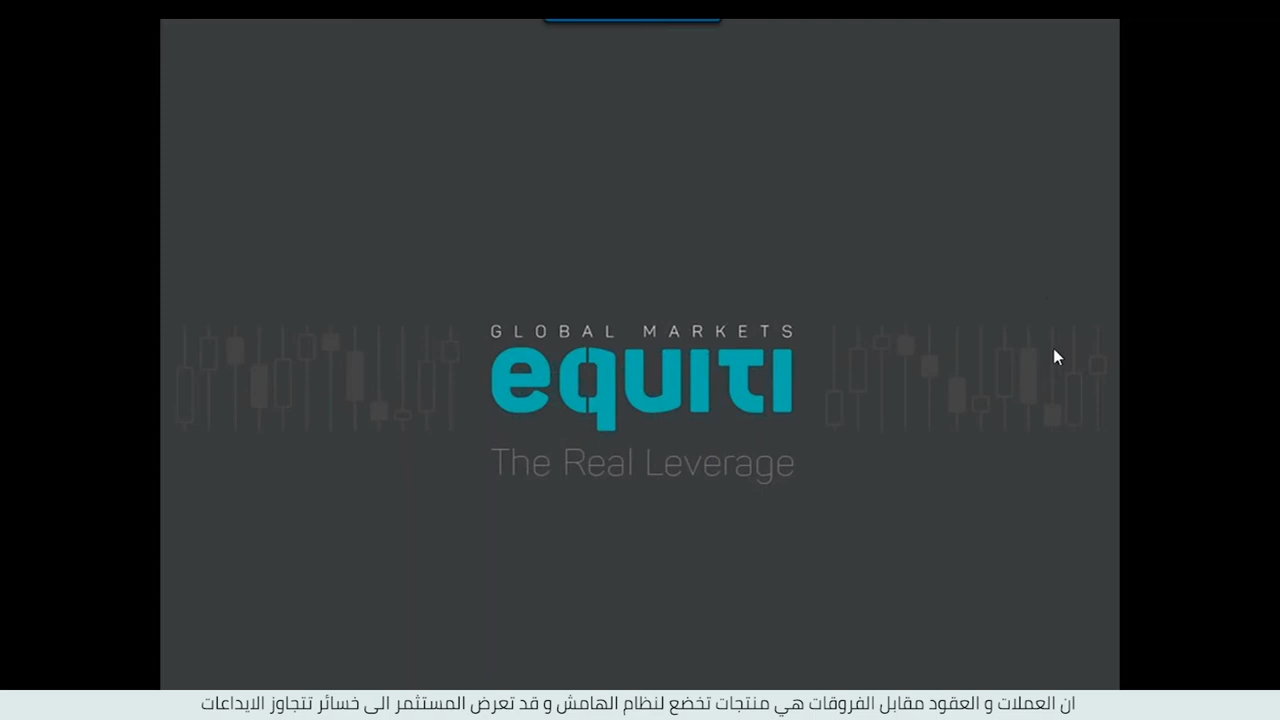 GLOBAL MARKETS
equiti
The Real Leverage
ان العملات و العقود مقابل الفروقات هي منتجات تخضع لنظام الهامش و قد تعرض المستثمر الى خسائر تتجاوز الايداعات